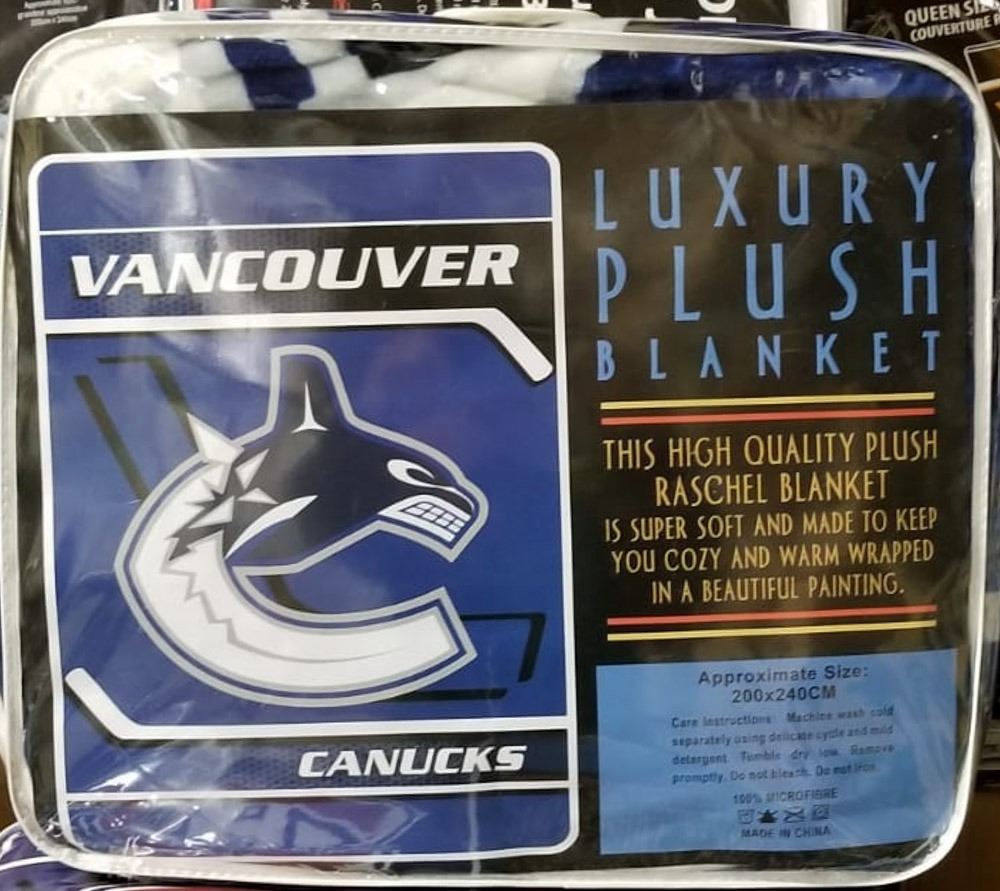 QUEEN SIZ
COUVERTURE
VANCOUVER
CANUCKS
LUXURY
PLUSH
BLANKET
THIS HIGH QUALITY PLUSH
RASCHEL BLANKET
IS SUPER SOFT AND MADE TO KEEP
YOU COZY AND WARM WRAPPED
IN A BEAUTIFUL PAINTING.
Approximate Size:
200x240CM
Care Instructions: Machine wash cold
separately using delicate cycle and mild
detergent. Tumble dry low. Remove
promptly. Do not bleach. Do not iron.
100% MICROFIBRE
MADE IN CHINA